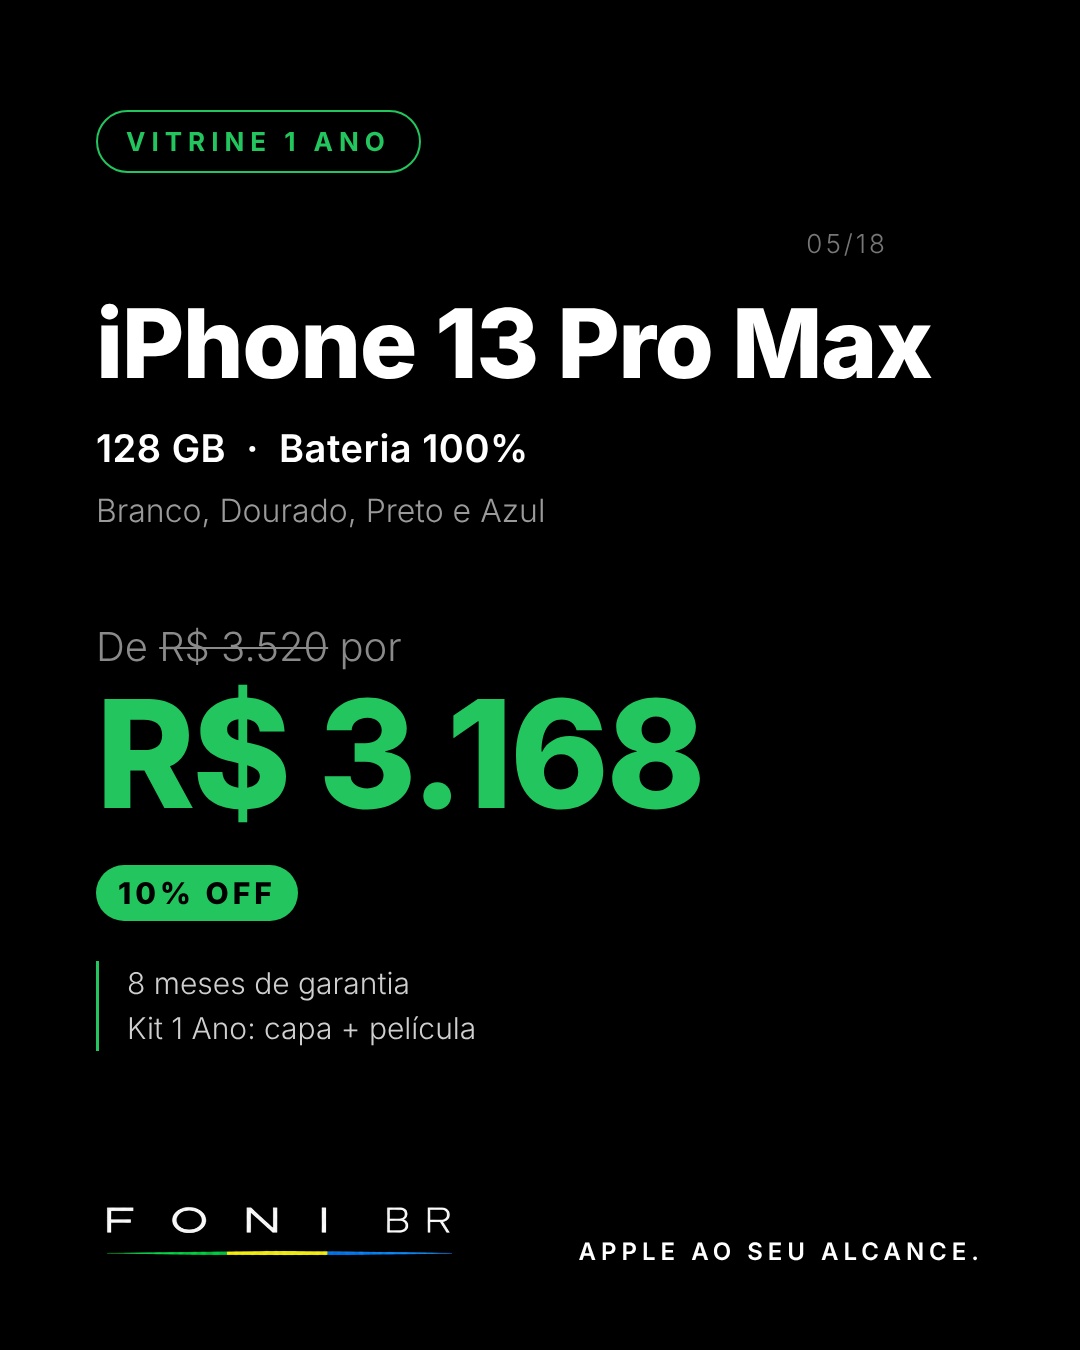 VITRINE 1 ANO
05/18
iPhone 13 Pro Max
128 GB · Bateria 100%
Branco, Dourado, Preto e Azul
De R$ 3.520 por
R$ 3.168
10% OFF
8 meses de garantia
Kit 1 Ano: capa + película
FONI BR
APPLE AO SEU ALCANCE.